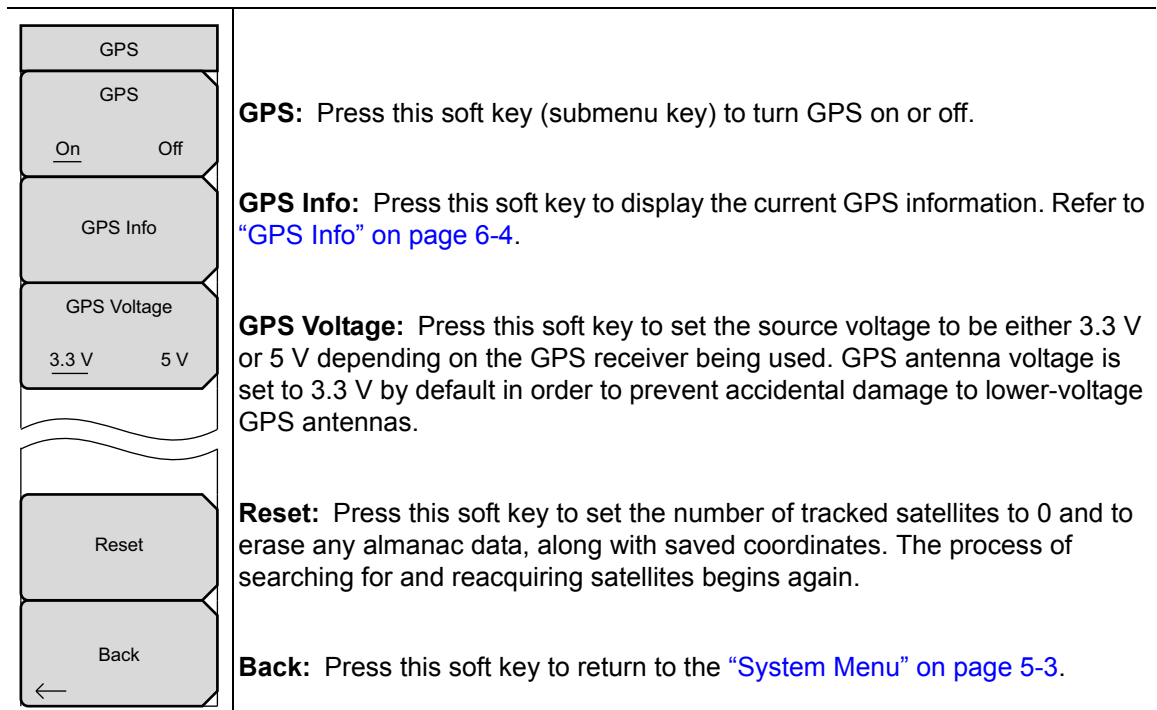 GPS
GPS
On Off
GPS: Press this soft key (submenu key) to turn GPS on or off.
GPS Info
GPS Info: Press this soft key to display the current GPS information. Refer to
“GPS Info” on page 6-4.
GPS Voltage
3.3 V 5 V
GPS Voltage: Press this soft key to set the source voltage to be either 3.3 V
or 5 V depending on the GPS receiver being used. GPS antenna voltage is
set to 3.3 V by default in order to prevent accidental damage to lower-voltage
GPS antennas.
Reset
Reset: Press this soft key to set the number of tracked satellites to 0 and to
erase any almanac data, along with saved coordinates. The process of
searching for and reacquiring satellites begins again.
Back
Back: Press this soft key to return to the “System Menu” on page 5-3.